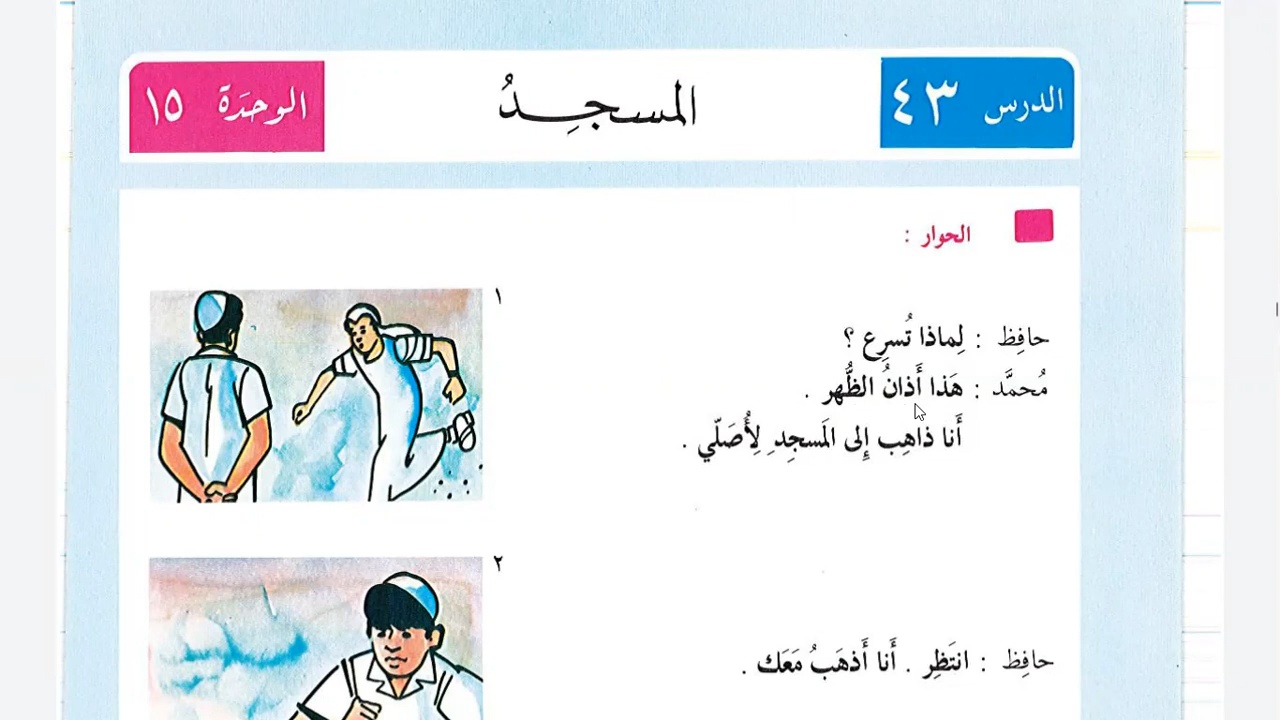 الدرس ٤٣
المسجِدُ
الوحدَة ١٥
الحوار :
١
حافِظ : لِماذا تُسرِع ؟
مُحمَّد : هَذا أَذانُ الظُّهر .
أَنا ذاهِب إِلى المَسجِدِ لِأُصَلّي .
٢
حافِظ : انتَظِر . أَنا أَذهَبُ مَعَك .